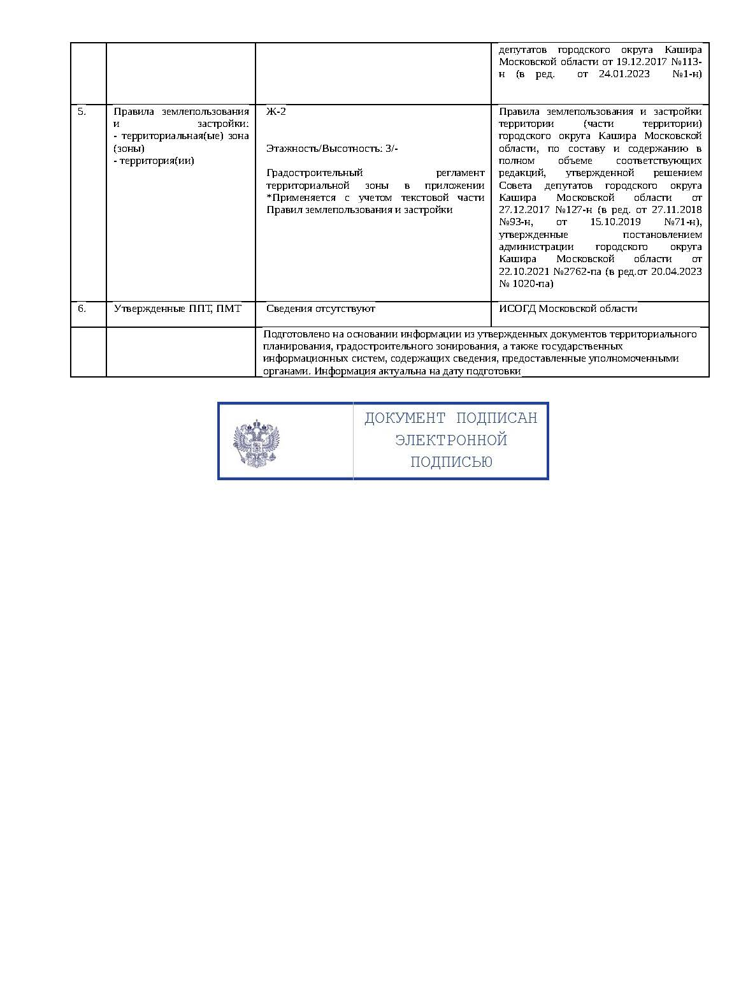 депутатов городского округа Кашира
Московской области от 19.12.2017 №113-
н (в ред. от 24.01.2023 №1-н)
5.
Правила землепользования
и застройки:
- территориальная(ые) зона
(зоны)
- территория(ии)
Ж-2
Этажность/Высотность: 3/-
Градостроительный регламент
территориальной зоны в приложении
*Применяется с учетом текстовой части
Правил землепользования и застройки
Правила землепользования и застройки
территории (части территории)
городского округа Кашира Московской
области, по составу и содержанию в
полном объеме соответствующих
редакций, утвержденной решением
Совета депутатов городского округа
Кашира Московской области от
27.12.2017 №127-н (в ред. от 27.11.2018
№93-н, от 15.10.2019 №71-н),
утвержденные постановлением
администрации городского округа
Кашира Московской области от
22.10.2021 №2762-па (в ред.от 20.04.2023
№ 1020-па)
6.
Утвержденные ППТ, ПМТ
Сведения отсутствуют
ИСОГД Московской области
Подготовлено на основании информации из утвержденных документов территориального
планирования, градостроительного зонирования, а также государственных
информационных систем, содержащих сведения, предоставленные уполномоченными
органами. Информация актуальна на дату подготовки
ДОКУМЕНТ ПОДПИСАН
ЭЛЕКТРОННОЙ
ПОДПИСЬЮ